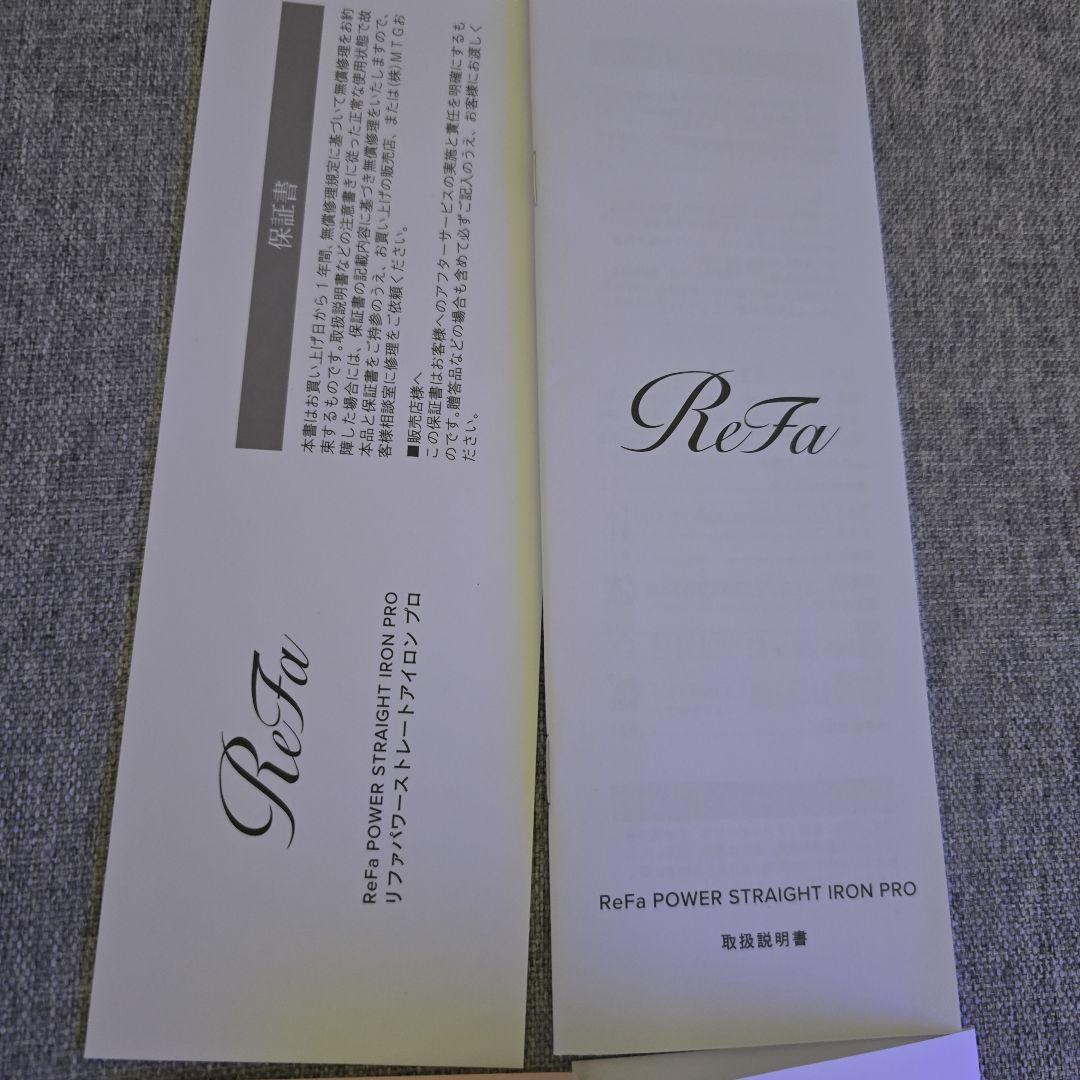 保証書
本書はお買い上げ日から1年間、無償修理規定に基づいて無償修理をお約
束するものです。取扱説明書などの注意書きに従った正常な使用状態で故
障した場合には、保証書の記載内容に基づき無償修理をいたしますので、
本品と保証書をご持参のうえ、お買い上げの販売店、または(株)MTGお
客様相談室に修理をご依頼ください。
■販売店様へ
この保証書はお客様へのアフターサービスの実施と責任を明確にするも
のです。贈答品などの場合も含めて必ずご記入のうえ、お客様にお渡しく
ださい。
ReFa
ReFa POWER STRAIGHT IRON PRO
リファパワーストレートアイロン プロ
ReFa
ReFa POWER STRAIGHT IRON PRO
取扱説明書